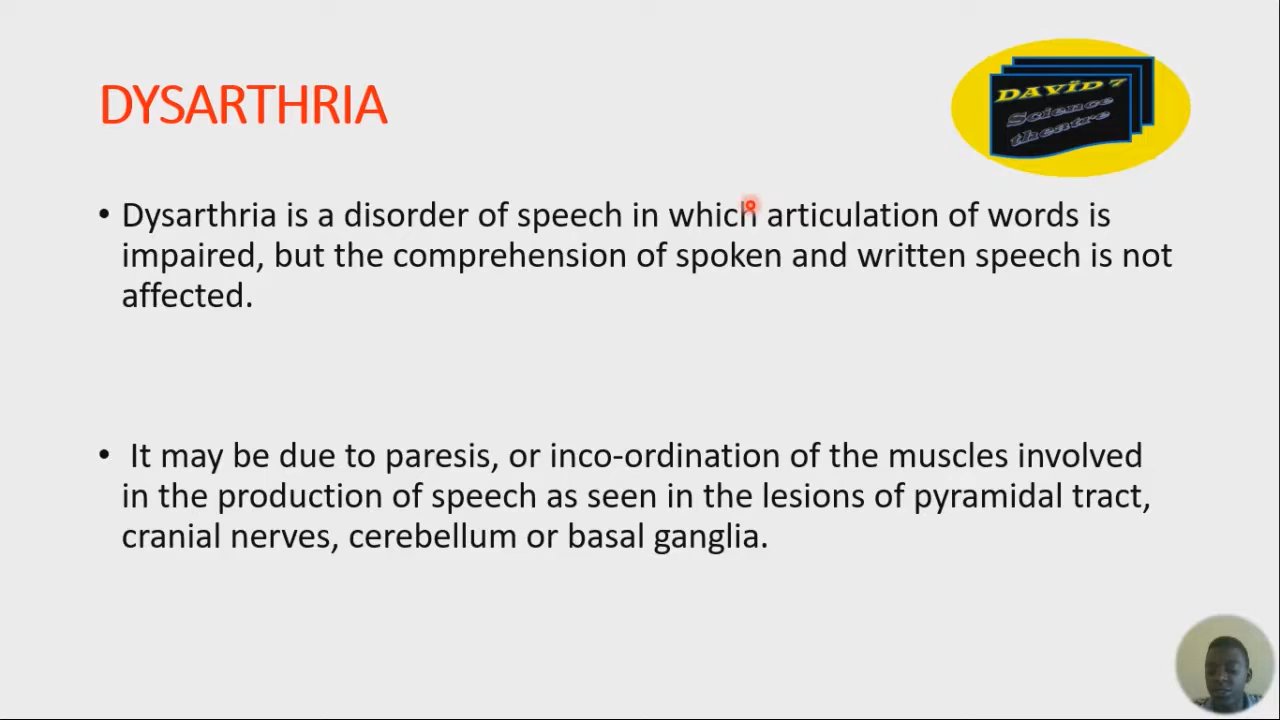 DYSARTHRIA
DAVÏD 7
Science
theatre
• Dysarthria is a disorder of speech in which articulation of words is
impaired, but the comprehension of spoken and written speech is not
affected.
• It may be due to paresis, or inco-ordination of the muscles involved
in the production of speech as seen in the lesions of pyramidal tract,
cranial nerves, cerebellum or basal ganglia.